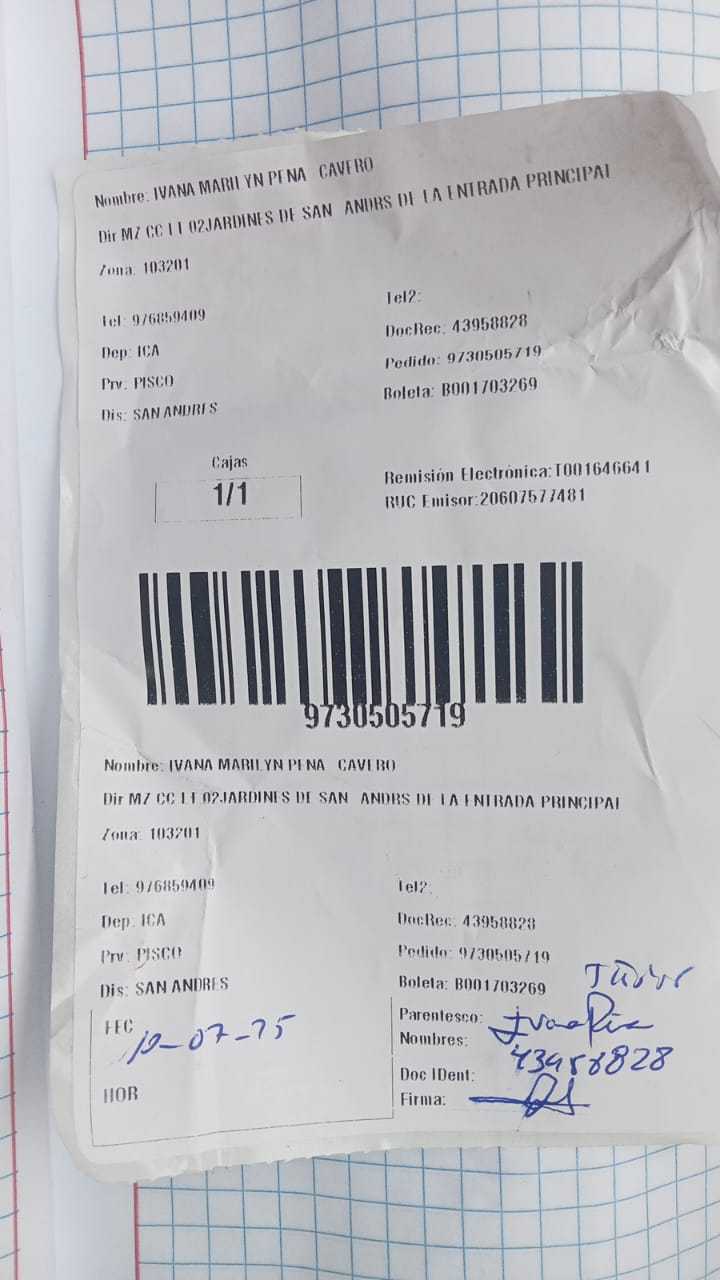 Nombre: IVANA MARILYN PENA CAVERO
Dir MZ CC LT 02JARDINES DE SAN ANDRS DE LA ENTRADA PRINCIPAL
Zona: 103201
Tel: 976859409
Tel2:
Dep: ICA
DocRec: 43958828
Prv: PISCO
Pedido: 9730505719
Dis: SAN ANDRES
Boleta: B001703269
Cajas
1/1
Remisión Electrónica:T001646641
RUC Emisor:20607577481
9730505719
Nombre: IVANA MARILYN PENA CAVERO
Dir MZ CC LT 02JARDINES DE SAN ANDRS DE LA ENTRADA PRINCIPAL
Zona: 103201
Tel: 976859409
Tel2:
Dep: ICA
DocRec: 43958828
Prv: PISCO
Pedido: 9730505719
Dis: SAN ANDRES
Boleta: B001703269
FEC
Parentesco:
Nombres:
43958828
Doc IDent:
HOR
Firma: